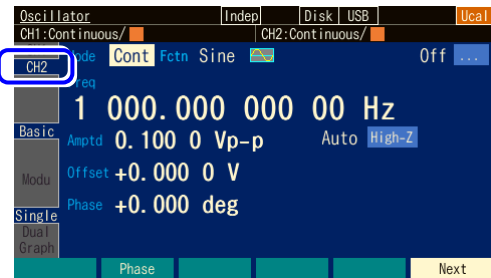 Oscillator Indep Disk USB Ucal
CH1:Continuous/ CH2:Continuous/
CH2
Mode Cont Fctn Sine Off ...
Freq
1 000.000 000 00 Hz
Basic
Amptd 0.100 0 Vp-p Auto High-Z
Modu
Offset +0.000 0 V
Phase +0.000 deg
Single
Dual
Graph
Phase Next